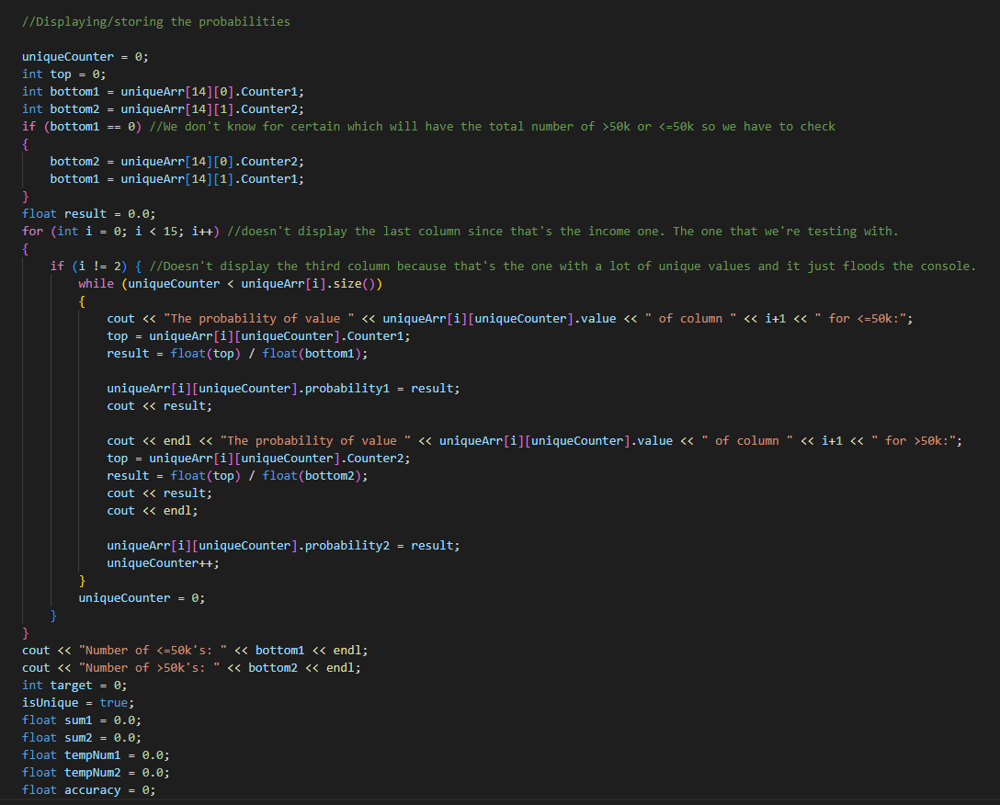 //Displaying/storing the probabilities
uniqueCounter = 0;
int top = 0;
int bottom1 = uniqueArr[14][0].Counter1;
int bottom2 = uniqueArr[14][1].Counter2;
if (bottom1 == 0) //We don't know for certain which will have the total number of >50k or <=50k so we have to check
{
bottom2 = uniqueArr[14][0].Counter2;
bottom1 = uniqueArr[14][1].Counter1;
}
float result = 0.0;
for (int i = 0; i < 15; i++) //doesn't display the last column since that's the income one. The one that we're testing with.
{
if (i != 2) { //Doesn't display the third column because that's the one with a lot of unique values and it just floods the console.
while (uniqueCounter < uniqueArr[i].size())
{
cout << "The probability of value " << uniqueArr[i][uniqueCounter].value << " of column " << i+1 << " for <=50k:";
top = uniqueArr[i][uniqueCounter].Counter1;
result = float(top) / float(bottom1);
uniqueArr[i][uniqueCounter].probability1 = result;
cout << result;
cout << endl << "The probability of value " << uniqueArr[i][uniqueCounter].value << " of column " << i+1 << " for >50k:";
top = uniqueArr[i][uniqueCounter].Counter2;
result = float(top) / float(bottom2);
cout << result;
cout << endl;
uniqueArr[i][uniqueCounter].probability2 = result;
uniqueCounter++;
}
uniqueCounter = 0;
}
}
cout << "Number of <=50k's: " << bottom1 << endl;
cout << "Number of >50k's: " << bottom2 << endl;
int target = 0;
isUnique = true;
float sum1 = 0.0;
float sum2 = 0.0;
float tempNum1 = 0.0;
float tempNum2 = 0.0;
float accuracy = 0;